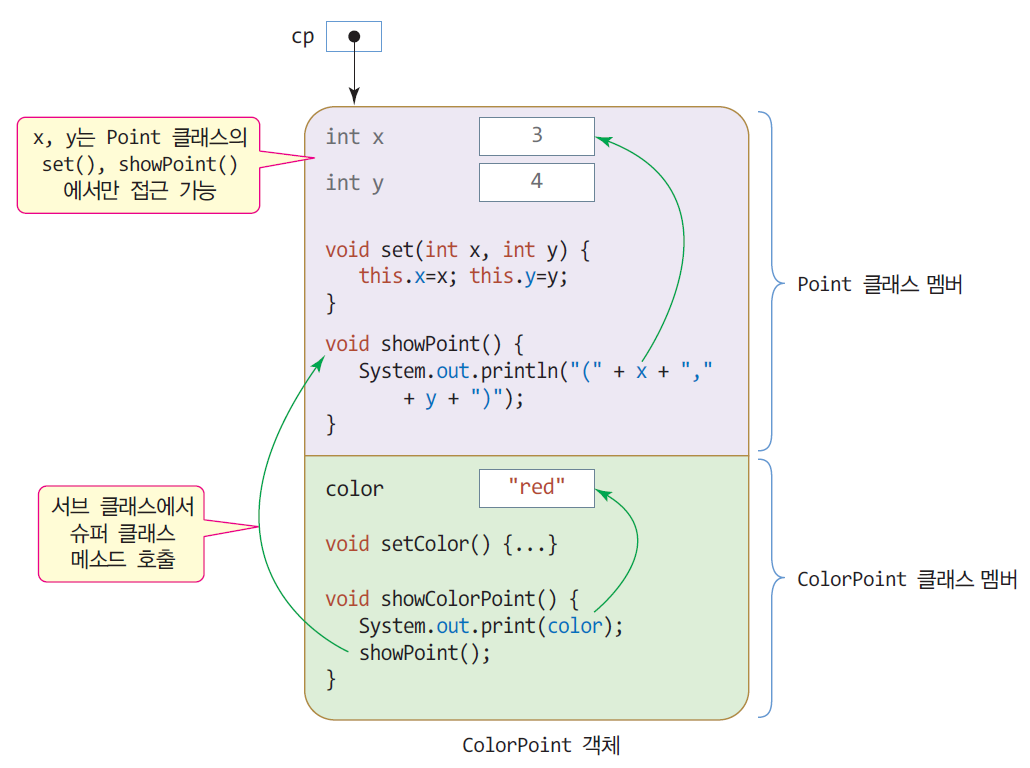 cp
x, y는 Point 클래스의
set(), showPoint()
에서만 접근 가능
int x
3
int y
4
void set(int x, int y) {
this.x=x; this.y=y;
}
void showPoint() {
System.out.println("(" + x + ","
+ y + ")");
}
Point 클래스 멤버
서브 클래스에서
슈퍼 클래스
메소드 호출
color
"red"
void setColor() {...}
void showColorPoint() {
System.out.print(color);
showPoint();
}
ColorPoint 클래스 멤버
ColorPoint 객체